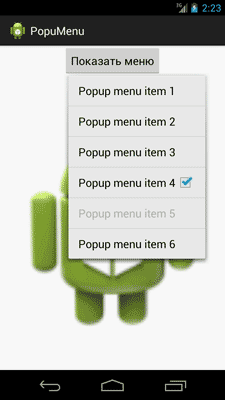 3G 2:23
PopuMenu
Показать меню
Popup menu item 1
Popup menu item 2
Popup menu item 3
Popup menu item 4
Popup menu item 5
Popup menu item 6